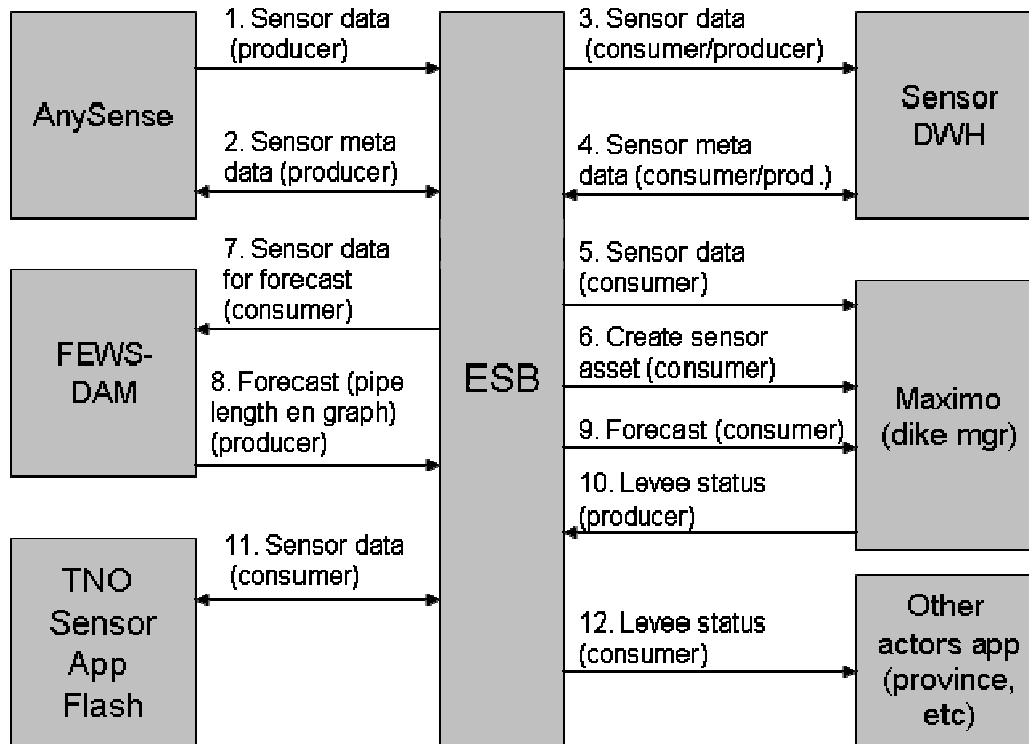 1. Sensor data
(producer)
AnySense
2. Sensor meta
data (producer)
7. Sensor data
for forecast
(consumer)
FEWS-
DAM
8. Forecast (pipe
length en graph)
(producer)
11. Sensor data
(consumer)
TNO
Sensor
App
Flash
ESB
3. Sensor data
(consumer/producer)
Sensor
DWH
4. Sensor meta
data (consumer/prod.)
5. Sensor data
(consumer)
6. Create sensor
asset (consumer)
Maximo
(dike mgr)
9. Forecast (consumer)
10. Levee status
(producer)
12. Levee status
(consumer)
Other
actors app
(province,
etc)